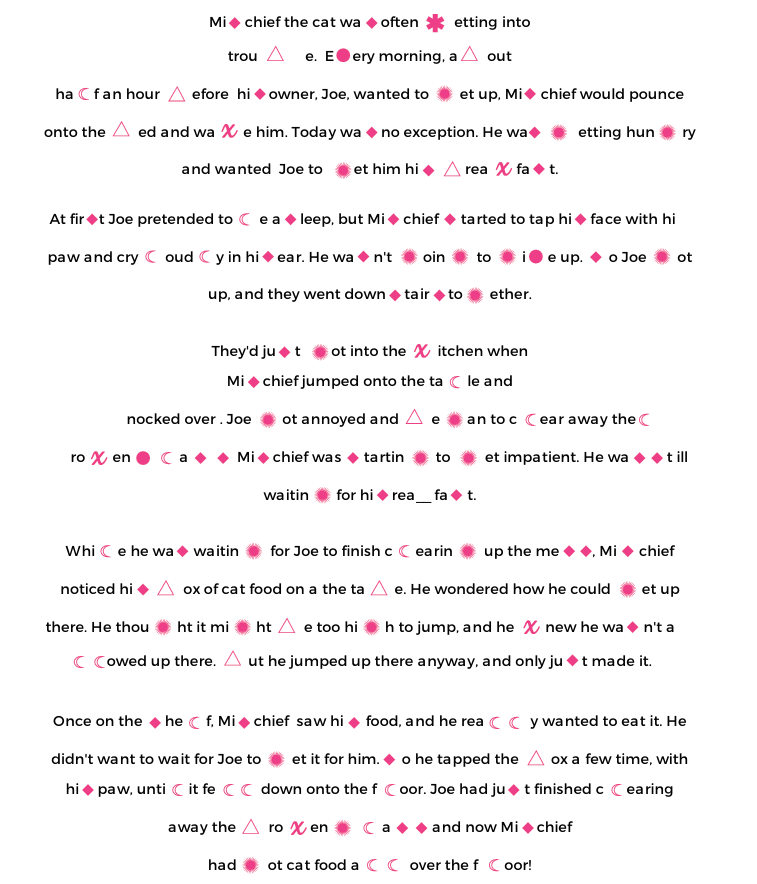 Mi◆chief the cat wa◆often ✱ etting into
trou △ e. E●ery morning, a△ out
ha☾f an hour △ efore hi◆owner, Joe, wanted to ✹ et up, Mi◆chief would pounce
onto the △ ed and wa𝔁e him. Today wa◆no exception. He wa◆ ✹ etting hun✹ry
and wanted Joe to ✹et him hi◆ △rea𝔁fa◆t.
At fir◆t Joe pretended to ☾ e a◆leep, but Mi◆chief ◆tarted to tap hi◆face with hi
paw and cry ☾oud☾y in hi◆ear. He wa◆n't ✹oin✹ to ✹i●e up. ◆o Joe ✹ot
up, and they went down◆tair◆to✹ether.
They'd ju◆t ✹ot into the 𝔁itchen when
Mi◆chief jumped onto the ta☾le and
nocked over . Joe ✹ot annoyed and △e✹an to c☾ear away the☾
ro𝔁en● ☾a◆◆ Mi◆chief was ◆tartin✹ to ✹et impatient. He wa◆◆till
waitin✹ for hi◆rea__fa◆t.
Whi☾e he wa◆waitin✹ for Joe to finish c☾earin✹ up the me◆◆, Mi◆chief
noticed hi◆ △ox of cat food on a the ta△e. He wondered how he could ✹et up
there. He thou✹ht it mi✹ht △e too hi✹h to jump, and he 𝔁new he wa◆n't a
☾☾owed up there. △ut he jumped up there anyway, and only ju◆t made it.
Once on the ◆he☾f, Mi◆chief saw hi◆ food, and he rea☾☾y wanted to eat it. He
didn't want to wait for Joe to ✹et it for him. ◆o he tapped the △ox a few time, with
hi◆paw, unti☾it fe☾☾ down onto the f☾oor. Joe had ju◆t finished c☾earing
away the △ro𝔁en✹ ☾a◆◆and now Mi◆chief
had ✹ot cat food a☾☾ over the f☾oor!